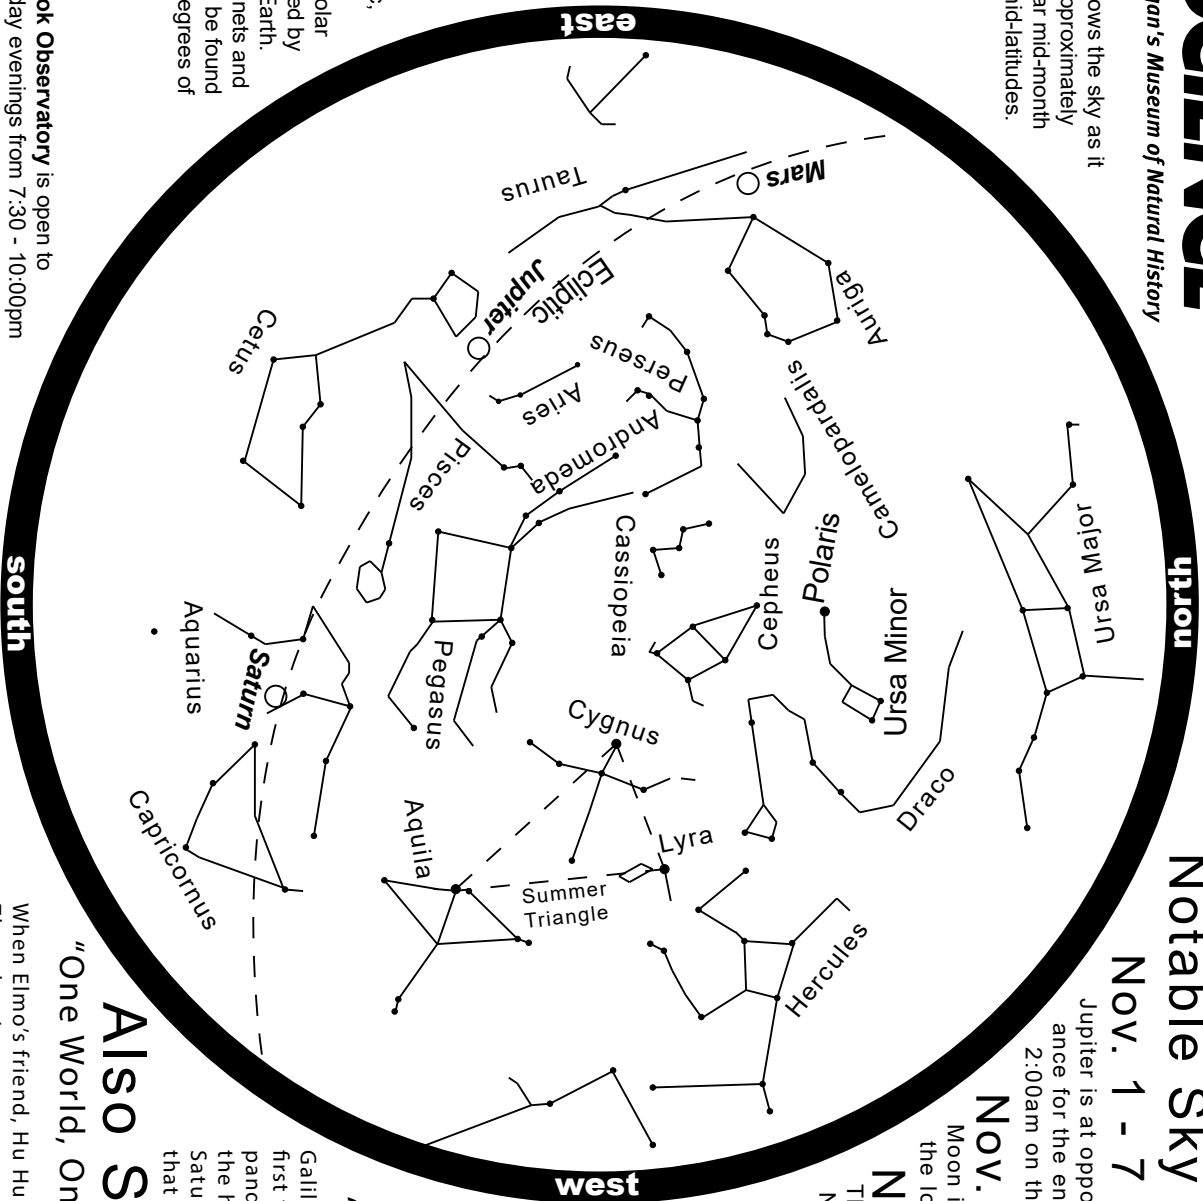 east
south
north
west
Mars
Taurus
Auriga
Ecliptic
Jupiter
Cetus
Perseus
Aries
Andromeda
Camelopardalis
Pisces
Cassiopeia
Cepheus
Polaris
Ursa Minor
Ursa Major
Aquarius
Saturn
Pegasus
Cygnus
Capricornus
Aquila
Lyra
Draco
Summer
Triangle
Hercules
olar
ed by
Earth.
nets and
be found
egrees of
ok Observatory is open to
day evenings from 7:30 - 10:00pm
gan's Museum of Natural History
ows the sky as it
pproximately
ar mid-month
mid-latitudes.
Notable Sky
Nov. 1 - 7
Jupiter is at oppo
ance for the en
2:00am on th
Nov.
Moon i
the lo
N
Also S
“One World, On
When Elmo’s friend, Hu Hu
Galil
first
pand
the h
Satu
that